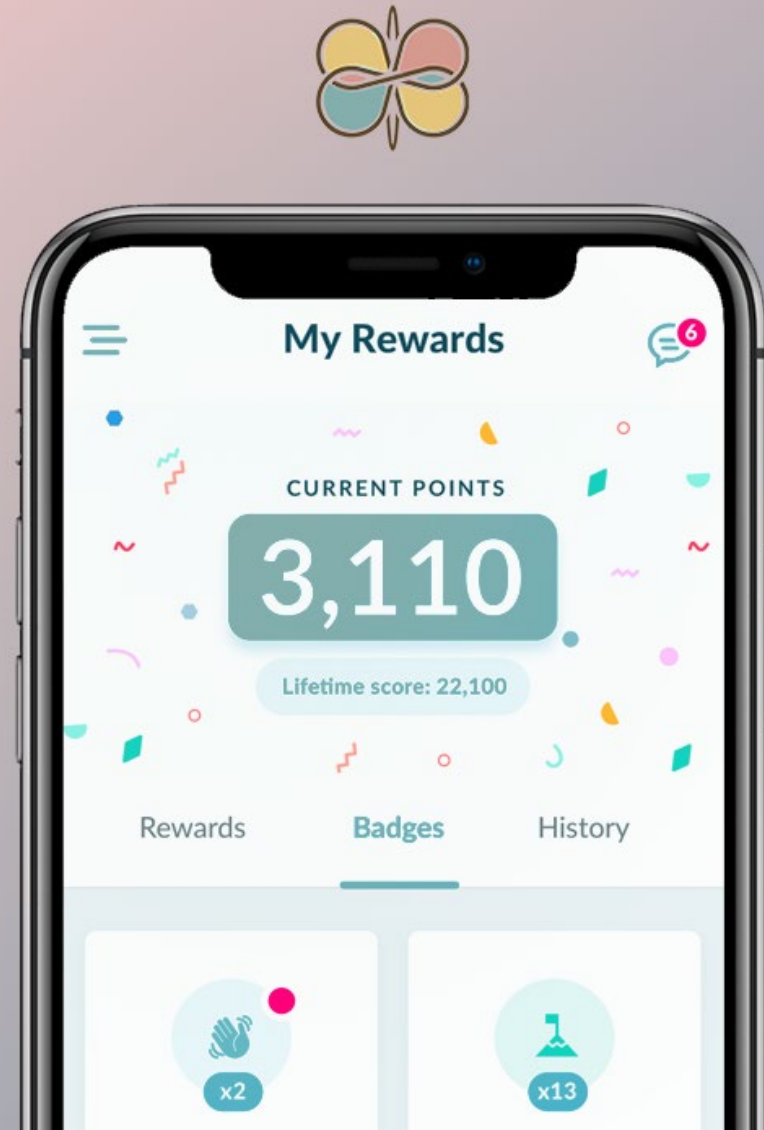 My Rewards
6
CURRENT POINTS
3,110
Lifetime score: 22,100
Rewards
Badges
History
x2
x13